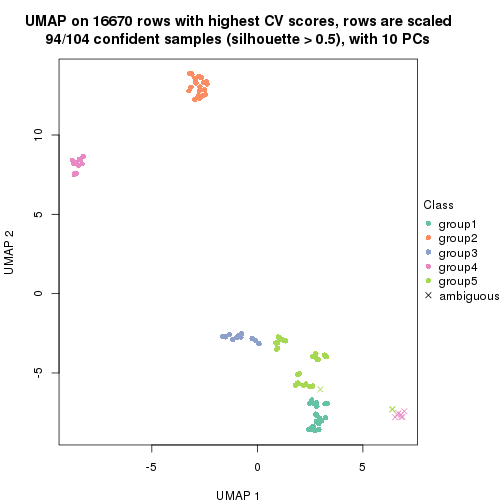 UMAP on 16670 rows with highest CV scores, rows are scaled
94/104 confident samples (silhouette > 0.5), with 10 PCs
10
5
0
-5
UMAP 2
-5
0
5
UMAP 1
Class
group1
group2
group3
group4
group5
ambiguous